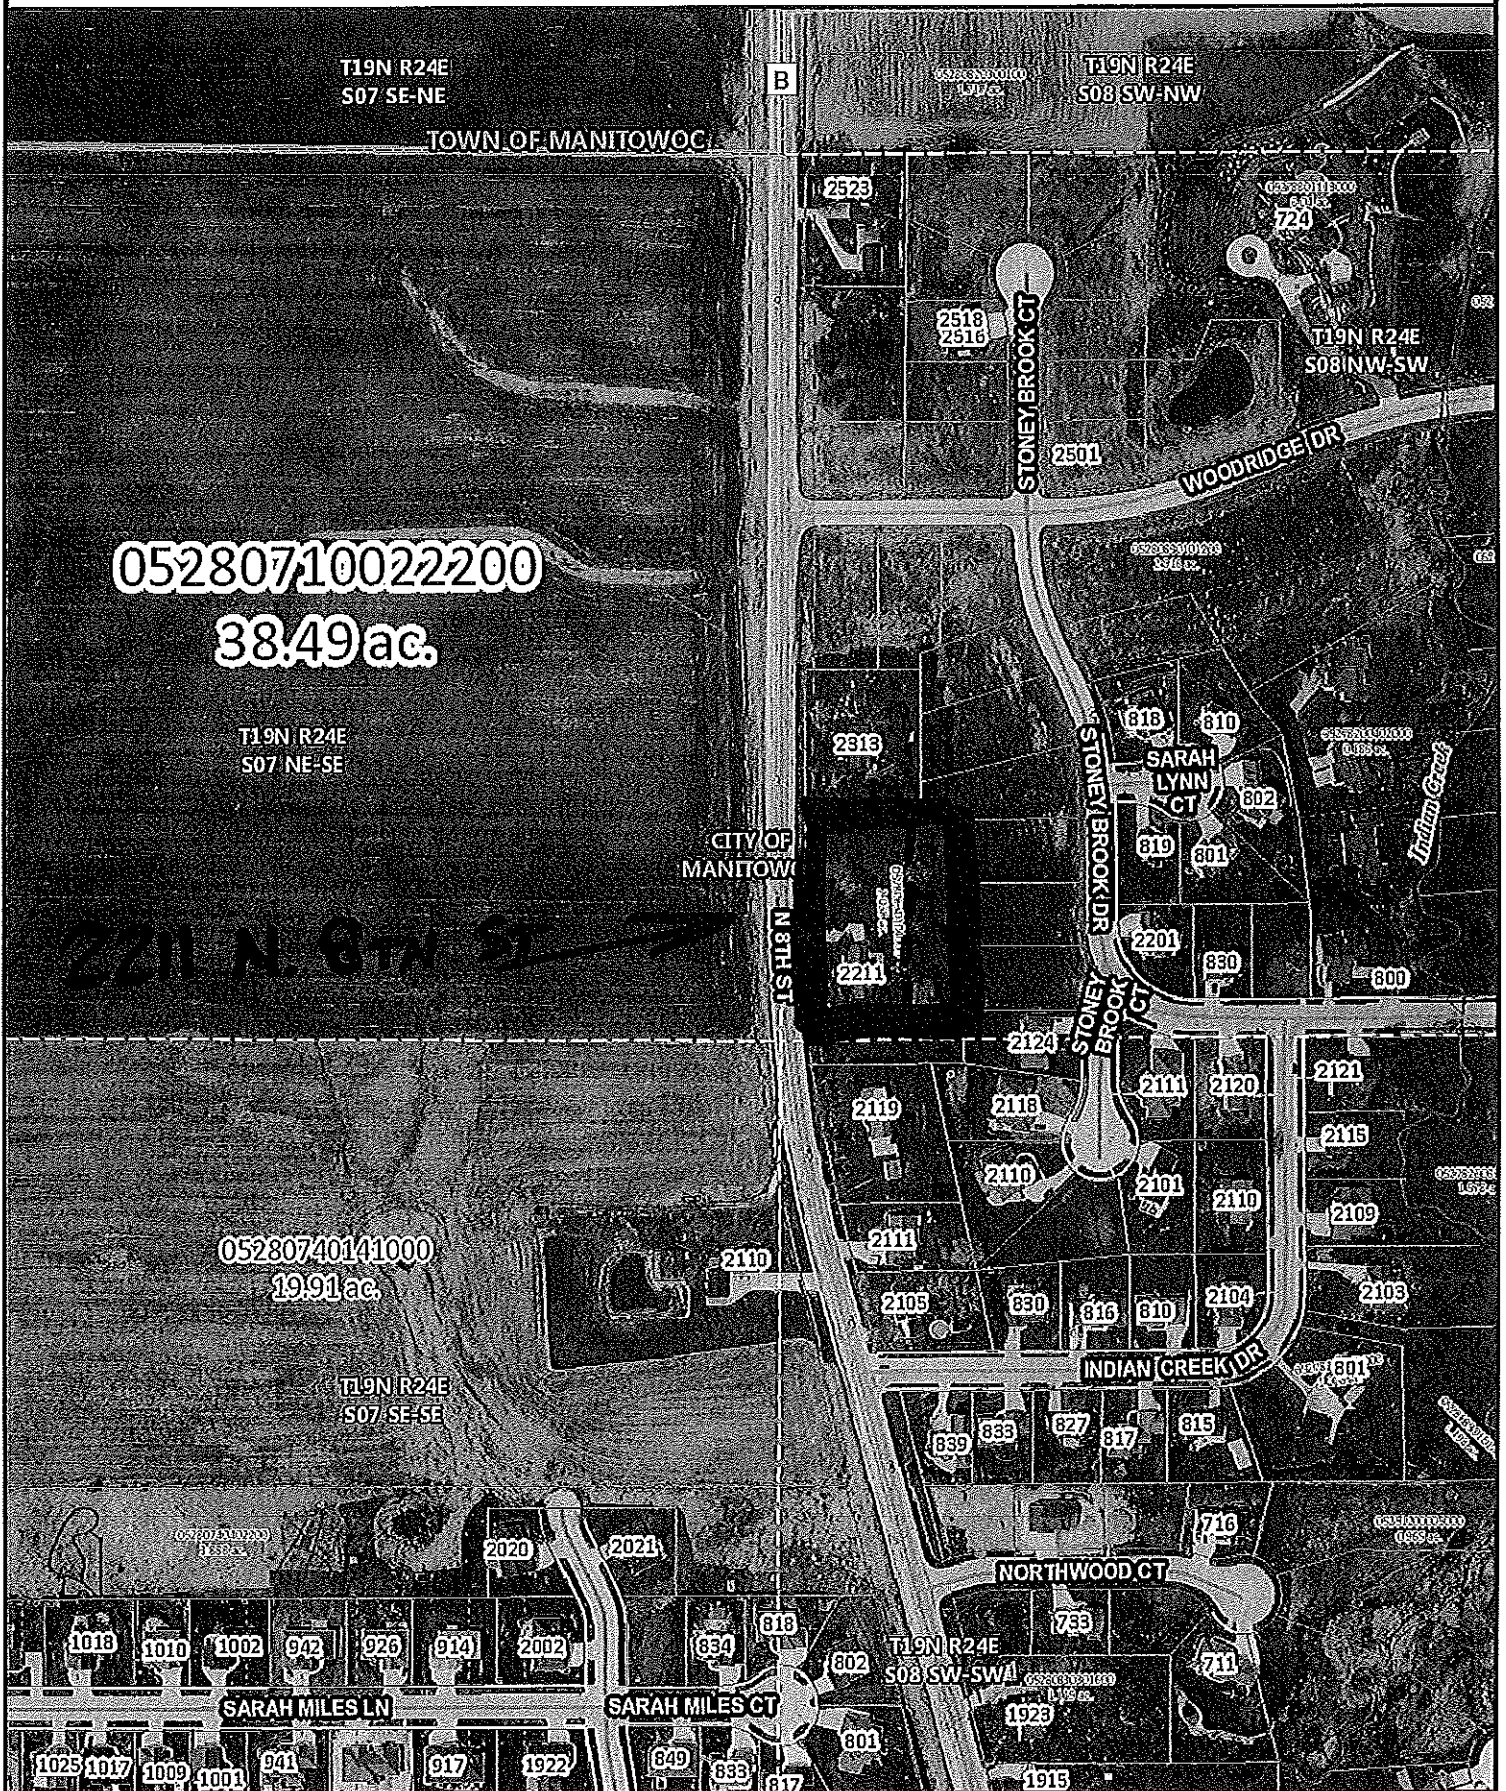 T19N R24E
S07 SE-NE
B
T19N R24E
S08 SW-NW
TOWN OF MANITOWOC
2523
724
2518
2516
STONEY BROOK CT
T19N R24E
S08 NW-SW
2501
WOODRIDGE DR
05280710022200
38.49 ac.
T19N R24E
S07 NE-SE
2313
818
810
SARAH
LYNN
CT
802
STONEY BROOK DR
819
801
Indian Creek
CITY OF
MANITOWO
2211 N. 8TH ST
N 8TH ST
2211
2201
830
800
STONEY
BROOK
CT
2124
2111
2120
2121
2119
2118
2115
2110
2101
2110
2109
05280740141000
19.91 ac.
2110
2111
2105
830
816
810
2104
2103
INDIAN CREEK DR
801
T19N R24E
S07 SE-SE
839
833
827
817
815
2020
2021
716
NORTHWOOD CT
733
711
1018
1010
1002
942
926
914
2002
834
818
802
T19N R24E
S08 SW-SW
SARAH MILES LN
SARAH MILES CT
1923
801
1025
1017
1009
1001
941
917
1922
849
833
817
1915